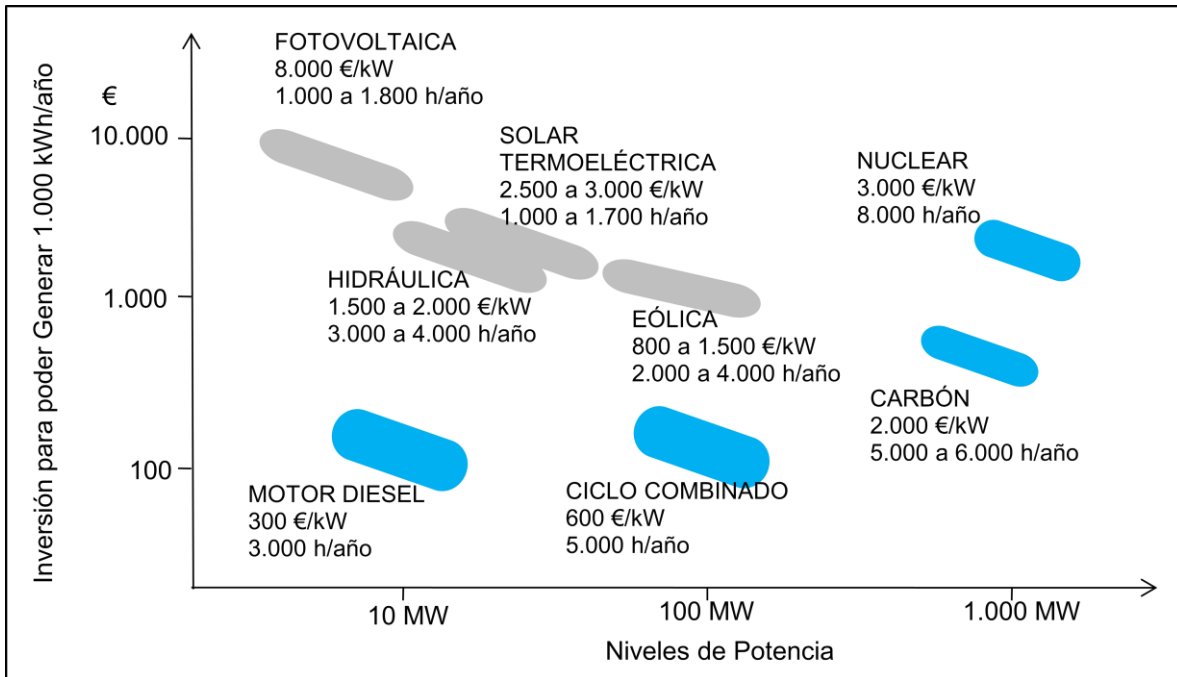 Inversión para poder Generar 1.000 kWh/año
€
10.000
1.000
100
FOTOVOLTAICA
8.000 €/kW
1.000 a 1.800 h/año
SOLAR
TERMOELÉCTRICA
2.500 a 3.000 €/kW
1.000 a 1.700 h/año
NUCLEAR
3.000 €/kW
8.000 h/año
HIDRÁULICA
1.500 a 2.000 €/kW
3.000 a 4.000 h/año
EÓLICA
800 a 1.500 €/kW
2.000 a 4.000 h/año
CARBÓN
2.000 €/kW
5.000 a 6.000 h/año
MOTOR DIESEL
300 €/kW
3.000 h/año
CICLO COMBINADO
600 €/kW
5.000 h/año
10 MW
100 MW
1.000 MW
Niveles de Potencia